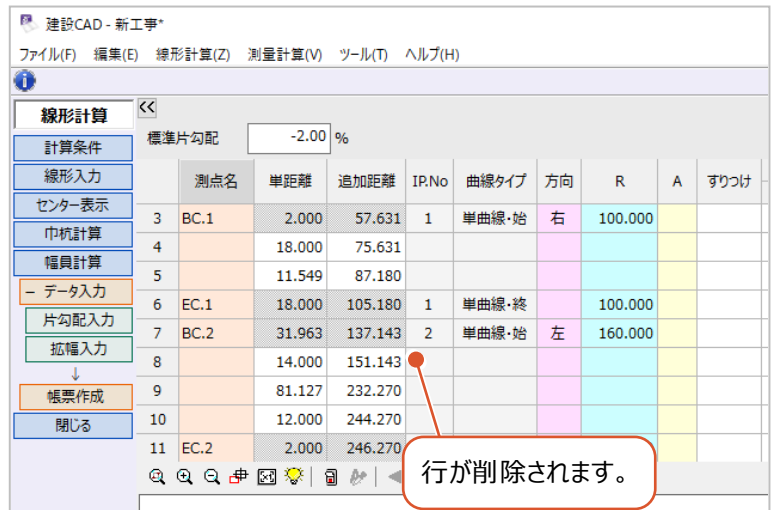 建設CAD - 新工事*
ファイル(F) 編集(E) 線形計算(Z) 測量計算(V) ツール(T) ヘルプ(H)
線形計算
計算条件
線形入力
センター表示
巾杭計算
幅員計算
− データ入力
片勾配入力
拡幅入力
↓
帳票作成
閉じる
<<
標準片勾配 -2.00 %
測点名 単距離 追加距離 IP.No 曲線タイプ 方向 R A すりつけ
3 BC.1 2.000 57.631 1 単曲線・始 右 100.000
4 18.000 75.631
5 11.549 87.180
6 EC.1 18.000 105.180 1 単曲線・終 100.000
7 BC.2 31.963 137.143 2 単曲線・始 左 160.000
8 14.000 151.143
9 81.127 232.270
10 12.000 244.270
11 EC.2 2.000 246.270
行が削除されます。